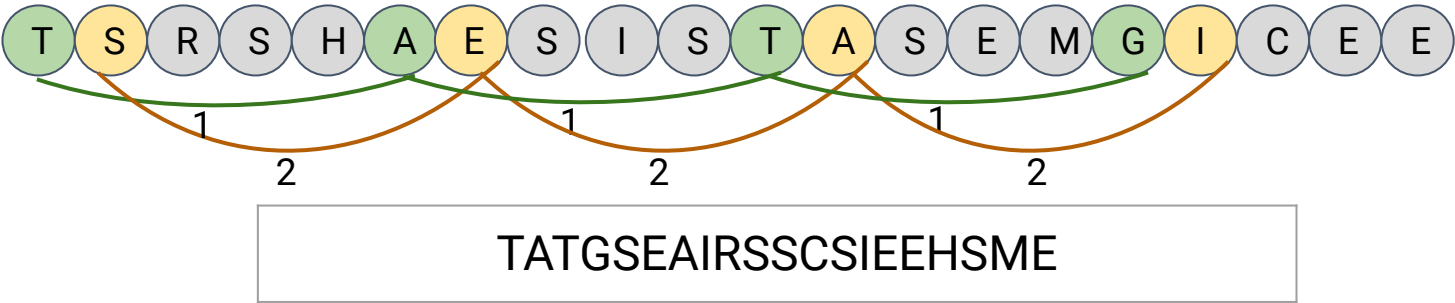 T S R S H A E S I S T A S E M G I C E E
1 1 1
2 2 2
TATGSEAIRSSCSIEEHSME